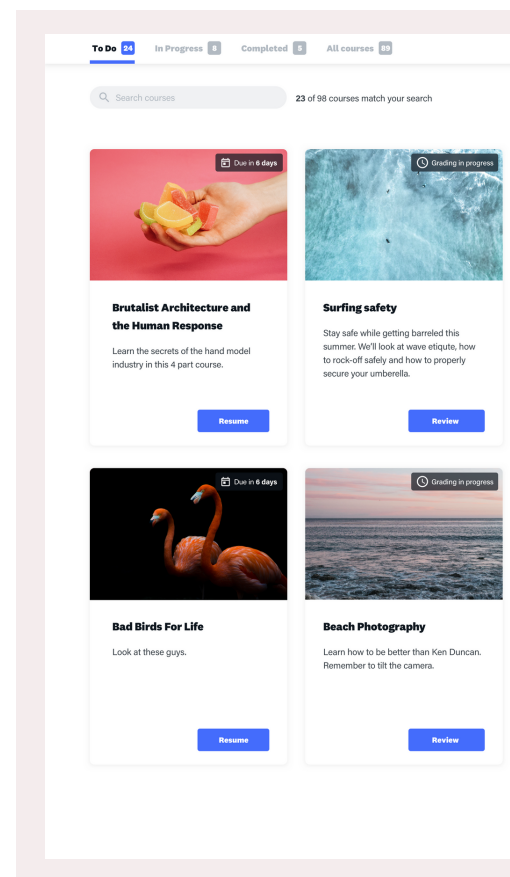 To Do 24 In Progress 8 Completed 5 All courses 89
Search courses 23 of 98 courses match your search
Due in 6 days
Grading in progress
Brutalist Architecture and
the Human Response
Learn the secrets of the hand model
industry in this 4 part course.
Resume
Surfing safety
Stay safe while getting barreled this
summer. We'll look at wave etiqute, how
to rock-off safely and how to properly
secure your umberella.
Review
Due in 6 days
Grading in progress
Bad Birds For Life
Look at these guys.
Resume
Beach Photography
Learn how to be better than Ken Duncan.
Remember to tilt the camera.
Review